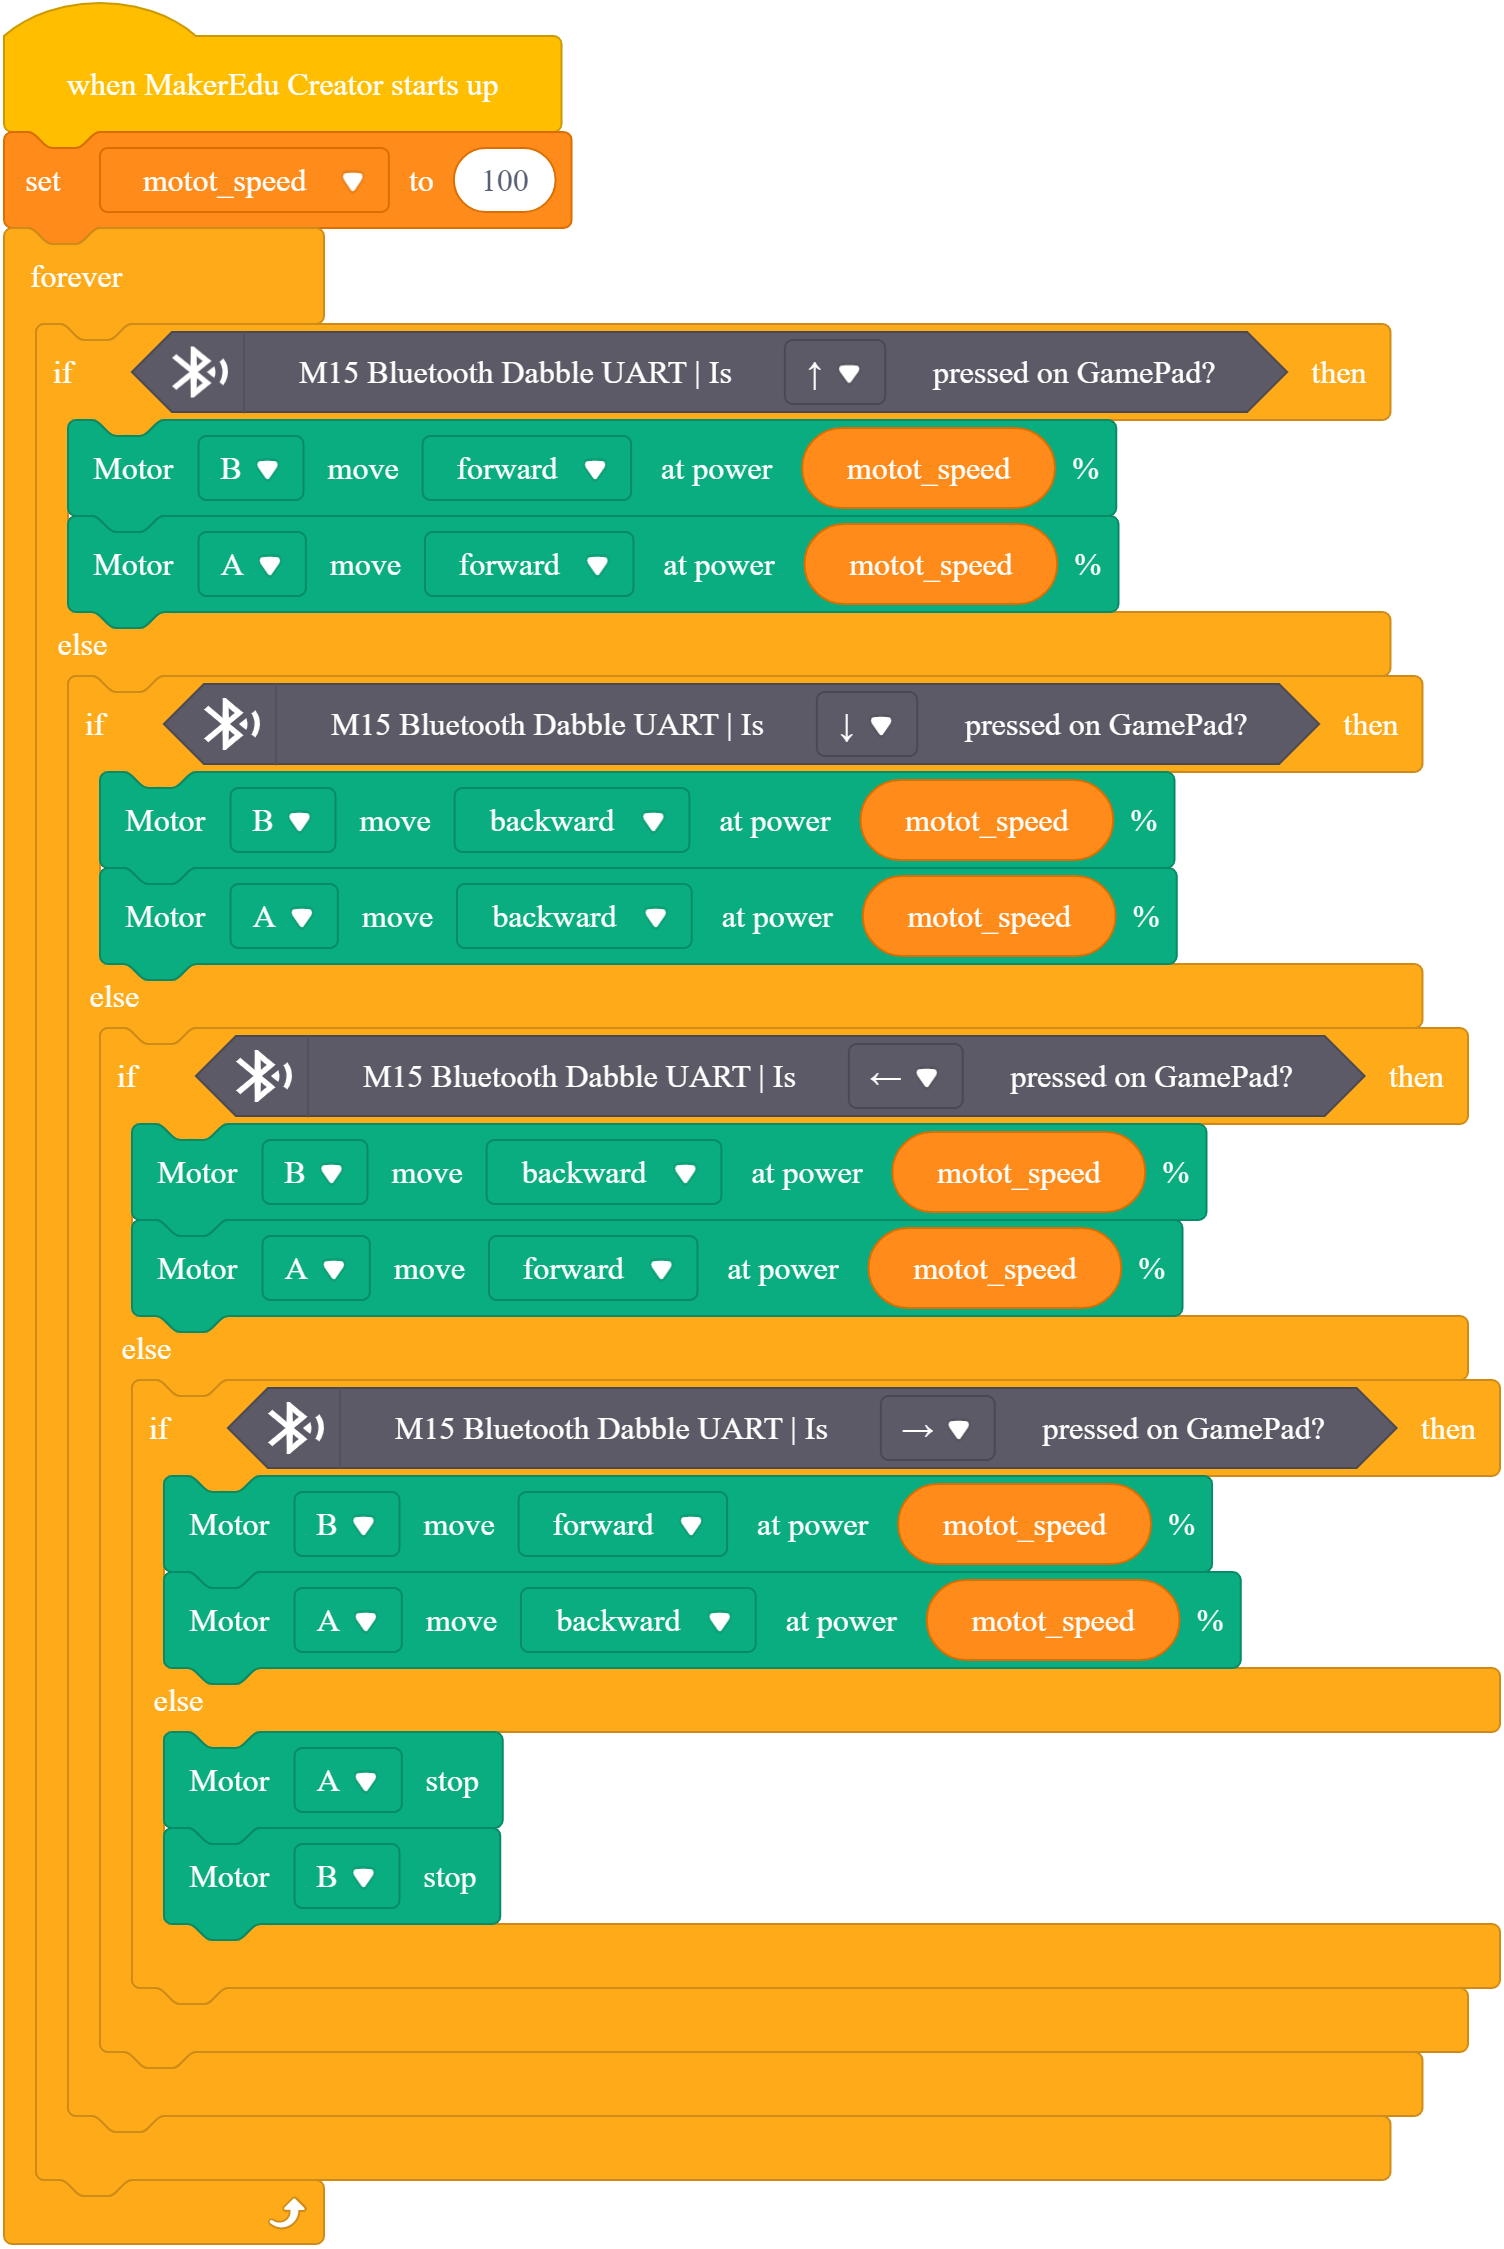 when MakerEdu Creator starts up
set motot_speed to 100
forever
if M15 Bluetooth Dabble UART | Is ↑ pressed on GamePad? then
Motor B move forward at power motot_speed %
Motor A move forward at power motot_speed %
else
if M15 Bluetooth Dabble UART | Is ↓ pressed on GamePad? then
Motor B move backward at power motot_speed %
Motor A move backward at power motot_speed %
else
if M15 Bluetooth Dabble UART | Is ← pressed on GamePad? then
Motor B move backward at power motot_speed %
Motor A move forward at power motot_speed %
else
if M15 Bluetooth Dabble UART | Is → pressed on GamePad? then
Motor B move forward at power motot_speed %
Motor A move backward at power motot_speed %
else
Motor A stop
Motor B stop